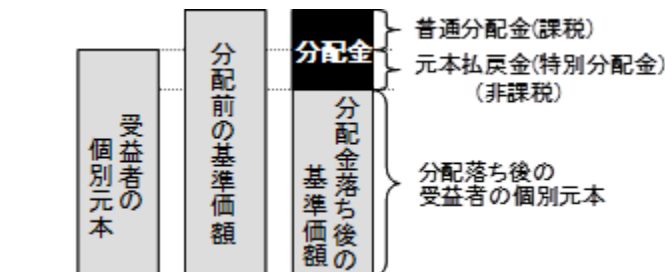 受益者の
個別元本
分配前の基準価額
分配金
分配金落ち後の
基準価額
普通分配金(課税)
元本払戻金(特別分配金)
(非課税)
分配落ち後の
受益者の個別元本